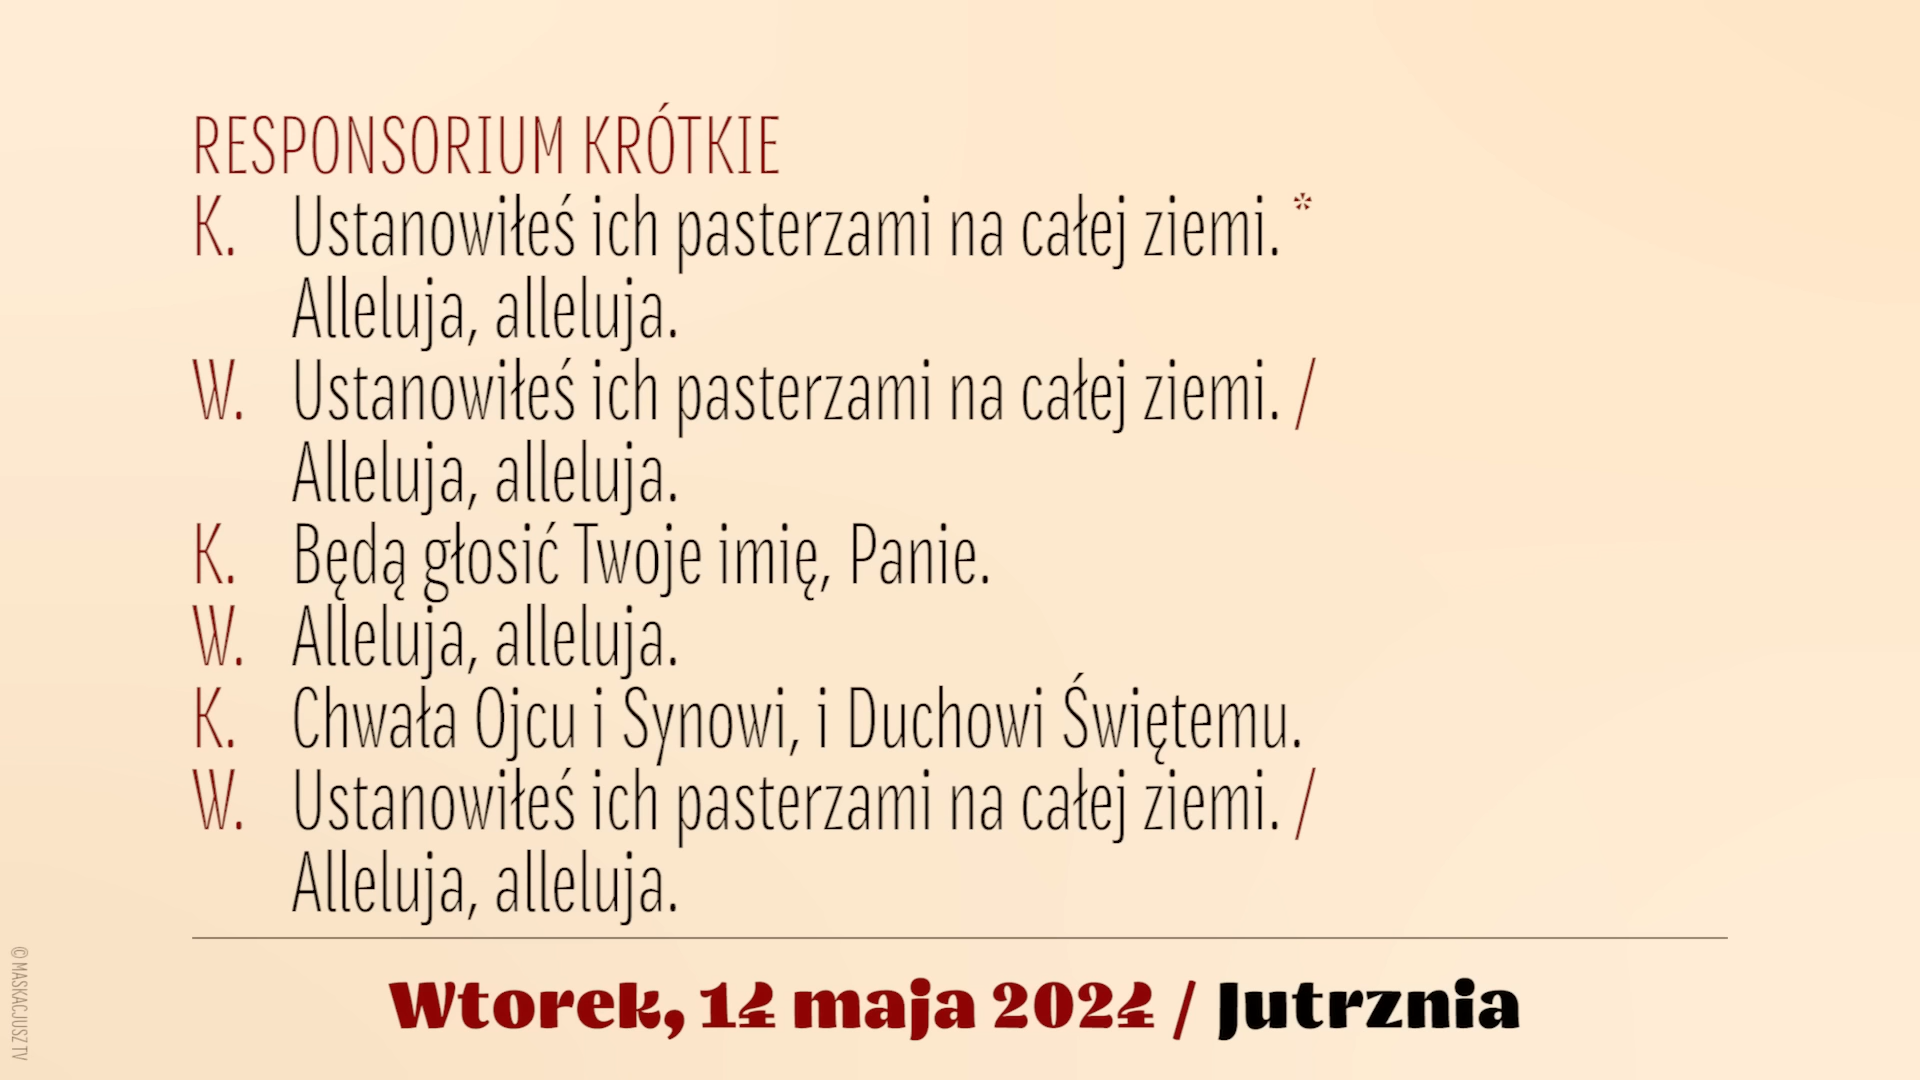 RESPONSORIUM KRÓTKIE
K. Ustanowiłeś ich pasterzami na całej ziemi. *
Alleluja, alleluja.
W. Ustanowiłeś ich pasterzami na całej ziemi. /
Alleluja, alleluja.
K. Będą głosić Twoje imię, Panie.
W. Alleluja, alleluja.
K. Chwała Ojcu i Synowi, i Duchowi Świętemu.
W. Ustanowiłeś ich pasterzami na całej ziemi. /
Alleluja, alleluja.
Wtorek, 14 maja 2024 / Jutrznia
© MASKACJUSZ TV